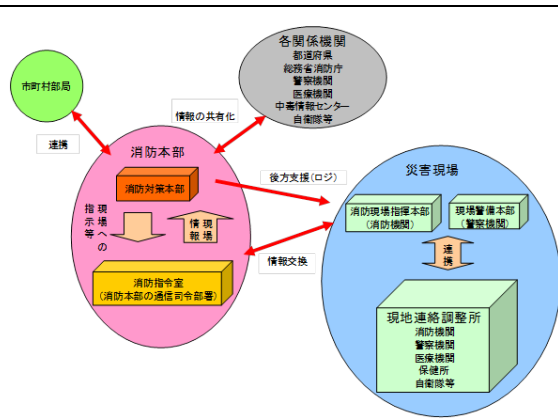 各関係機関
都道府県
総務省消防庁
警察機関
医療機関
中毒情報センター
自衛隊等
市町村部局
情報の共有化
連携
消防本部
消防対策本部
現場への
指示等
現場
情報
消防指令室
(消防本部の通信司令部署)
後方支援(ロジ)
情報交換
災害現場
消防現場指揮本部
(消防機関)
現場警備本部
(警察機関)
連携
現地連絡調整所
消防機関
警察機関
医療機関
保健所
自衛隊等